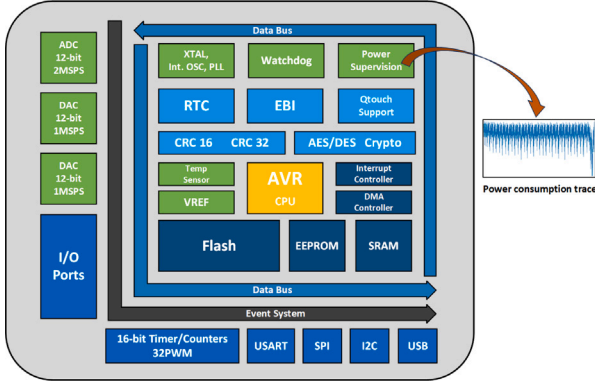 Data Bus
ADC
12-bit
2MSPS
XTAL,
Int. OSC, PLL
Watchdog
Power
Supervision
DAC
12-bit
1MSPS
RTC
EBI
Qtouch
Support
CRC 16 CRC 32
AES/DES Crypto
DAC
12-bit
1MSPS
Temp
Sensor
AVR
CPU
Interrupt
Controller
VREF
DMA
Controller
Power consumption trace
I/O
Ports
Flash
EEPROM
SRAM
Data Bus
Event System
16-bit Timer/Counters
32PWM
USART
SPI
I2C
USB